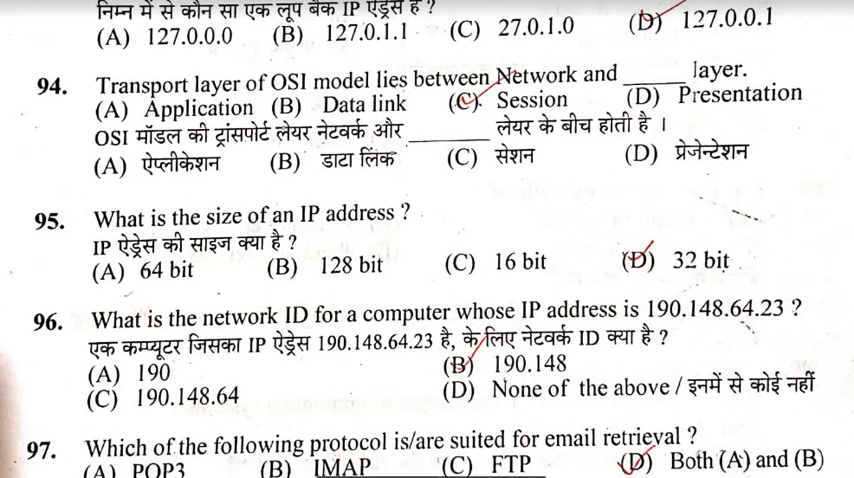 निम्न में से कौन सा एक लूप बैक IP ऐड्रेस है ?
(A) 127.0.0.0 (B) 127.0.1.1 (C) 27.0.1.0 (D) 127.0.0.1
94. Transport layer of OSI model lies between Network and ______ layer.
(A) Application (B) Data link (C) Session (D) Presentation
OSI मॉडल की ट्रांसपोर्ट लेयर नेटवर्क और ________ लेयर के बीच होती है ।
(A) ऐप्लीकेशन (B) डाटा लिंक (C) सेशन (D) प्रेजेन्टेशन
95. What is the size of an IP address ?
IP ऐड्रेस की साइज क्या है ?
(A) 64 bit (B) 128 bit (C) 16 bit (D) 32 bit
96. What is the network ID for a computer whose IP address is 190.148.64.23 ?
एक कम्प्यूटर जिसका IP ऐड्रेस 190.148.64.23 है, के लिए नेटवर्क ID क्या है ?
(A) 190 (B) 190.148
(C) 190.148.64 (D) None of the above / इनमें से कोई नहीं
97. Which of the following protocol is/are suited for email retrieval ?
(A) POP3 (B) IMAP (C) FTP (D) Both (A) and (B)